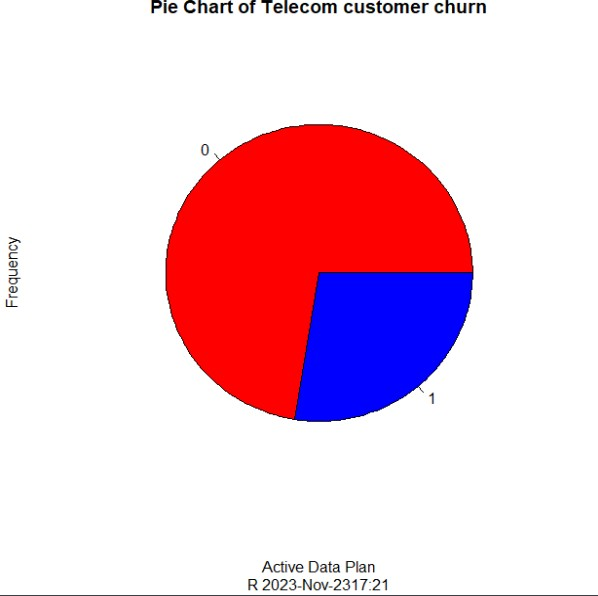 Pie Chart of Telecom customer churn
0
Frequency
1
Active Data Plan
R 2023-Nov-2317:21